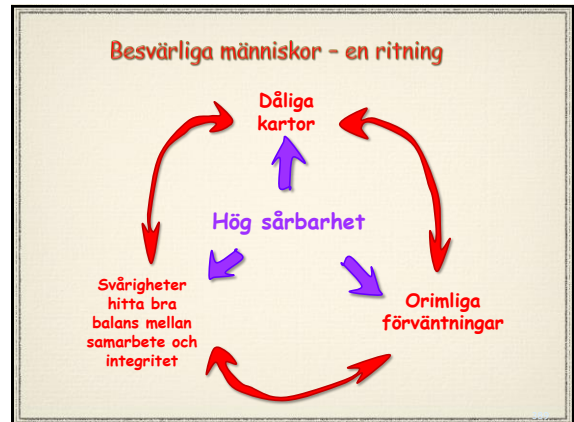 Besvärliga människor - en ritning
Dåliga
kartor
Hög sårbarhet
Svårigheter
hitta bra
balans mellan
samarbete och
integritet
Orimliga
förväntningar